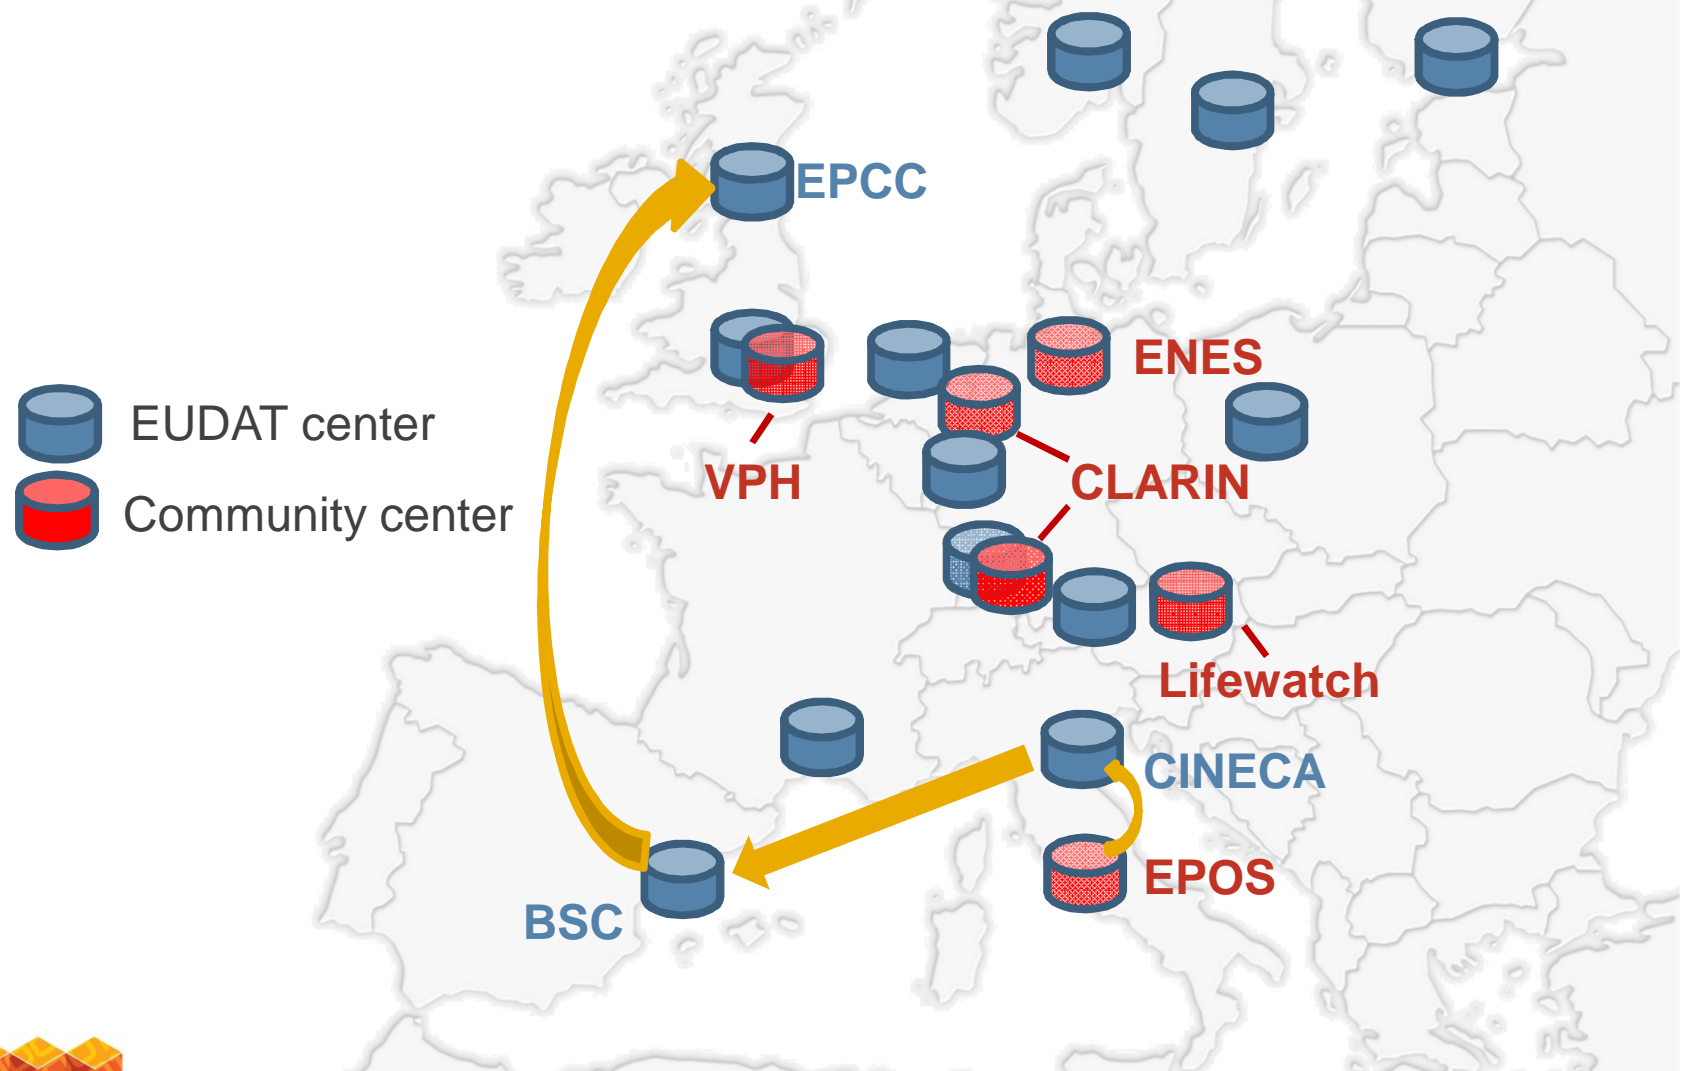 EPCC
ENES
EUDAT center
VPH
CLARIN
Community center
Lifewatch
CINECA
EPOS
BSC